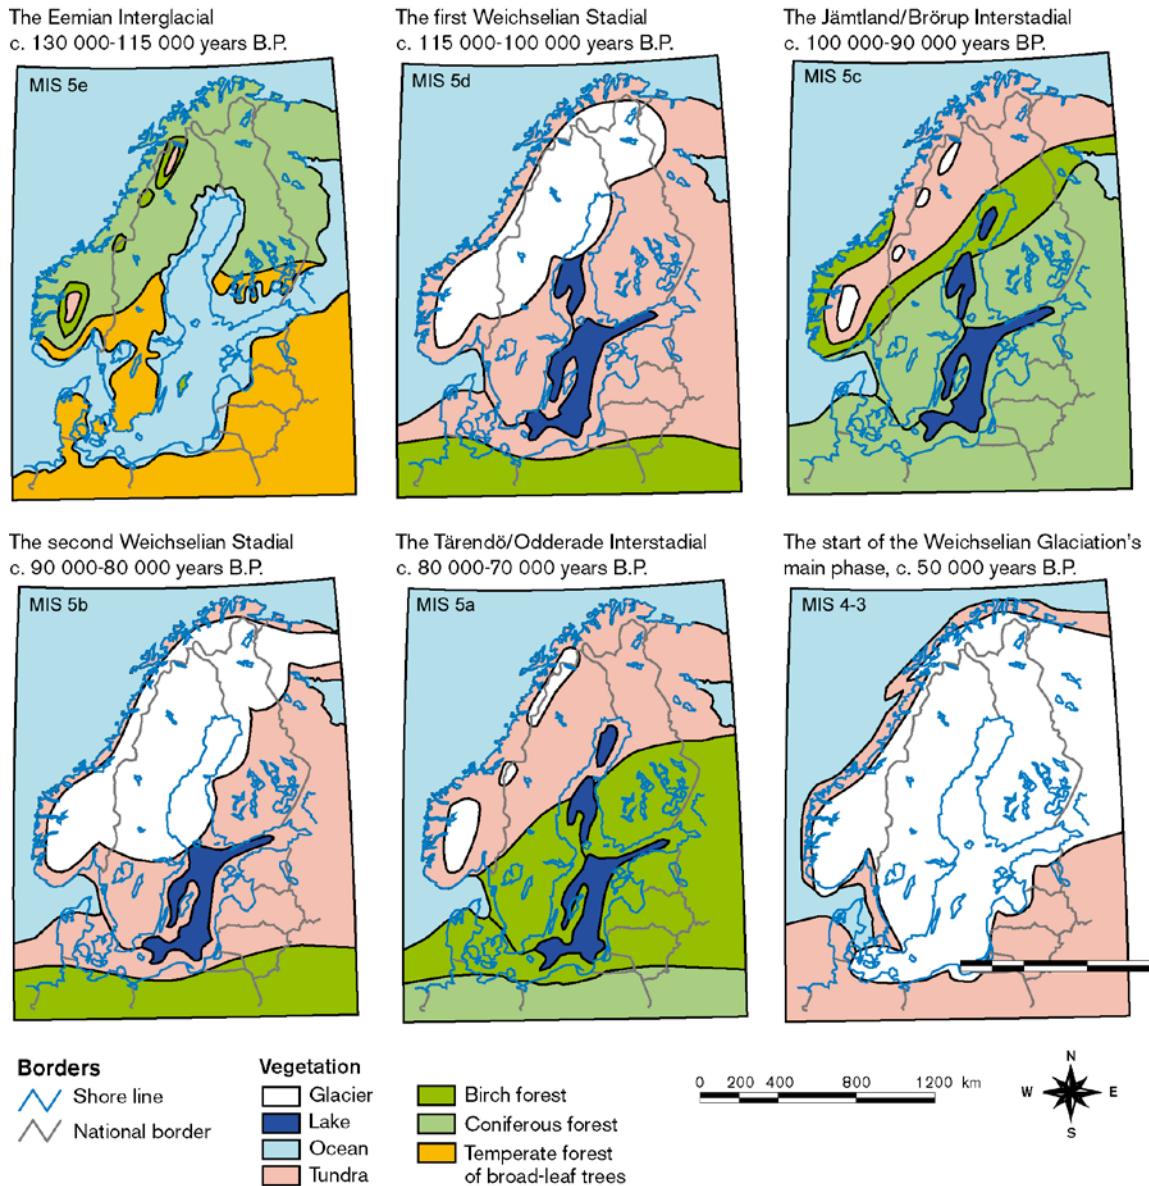 The Eemian Interglacial
c. 130 000-115 000 years B.P.
MIS 5e
The first Weichselian Stadial
c. 115 000-100 000 years B.P.
MIS 5d
The Jämtland/Brörup Interstadial
c. 100 000-90 000 years BP.
MIS 5c
The second Weichselian Stadial
c. 90 000-80 000 years B.P.
MIS 5b
The Tärendö/Odderade Interstadial
c. 80 000-70 000 years B.P.
MIS 5a
The start of the Weichselian Glaciation's
main phase, c. 50 000 years B.P.
MIS 4-3
Borders
Shore line
National border
Vegetation
Glacier
Lake
Ocean
Tundra
Birch forest
Coniferous forest
Temperate forest
of broad-leaf trees
0 200 400 800 1200 km
N
W E
S